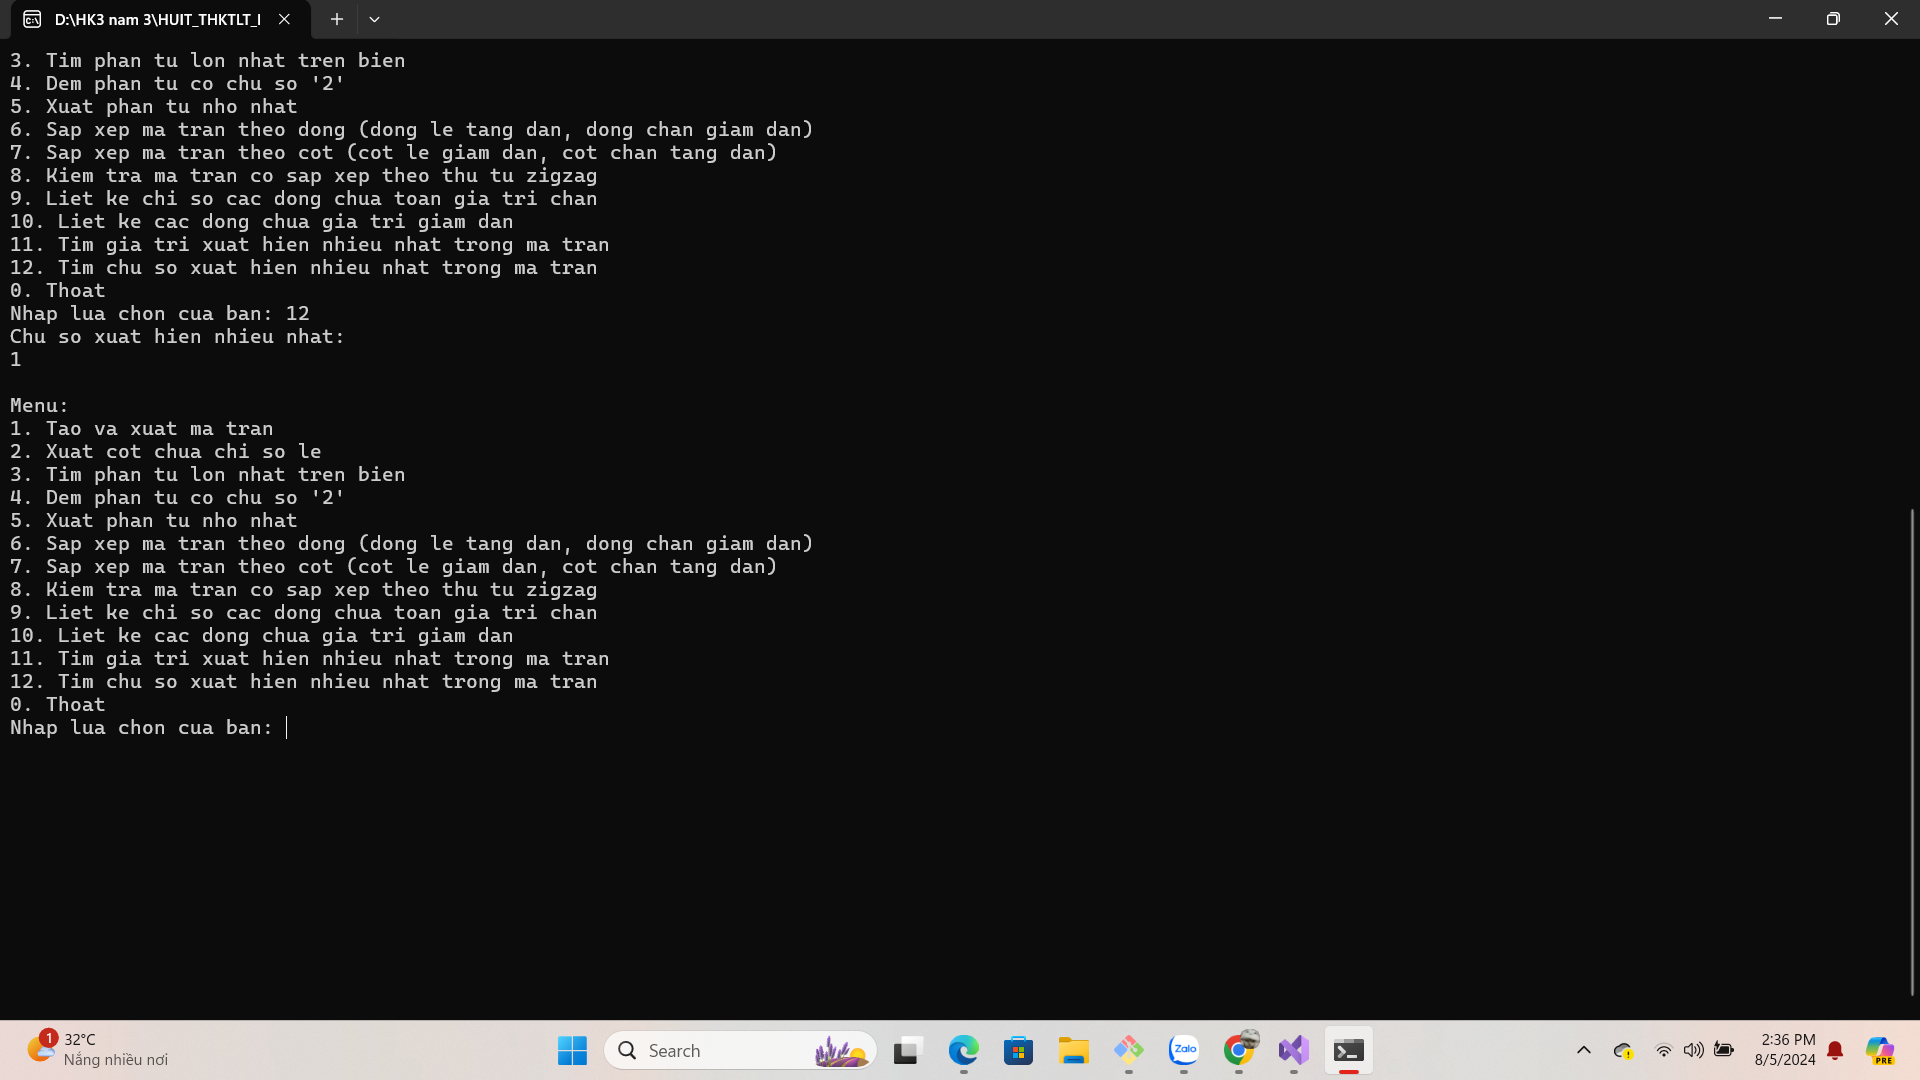 D:\HK3 nam 3\HUIT_THKTLT_I
3. Tim phan tu lon nhat tren bien
4. Dem phan tu co chu so '2'
5. Xuat phan tu nho nhat
6. Sap xep ma tran theo dong (dong le tang dan, dong chan giam dan)
7. Sap xep ma tran theo cot (cot le giam dan, cot chan tang dan)
8. Kiem tra ma tran co sap xep theo thu tu zigzag
9. Liet ke chi so cac dong chua toan gia tri chan
10. Liet ke cac dong chua gia tri giam dan
11. Tim gia tri xuat hien nhieu nhat trong ma tran
12. Tim chu so xuat hien nhieu nhat trong ma tran
0. Thoat
Nhap lua chon cua ban: 12
Chu so xuat hien nhieu nhat:
1
Menu:
1. Tao va xuat ma tran
2. Xuat cot chua chi so le
3. Tim phan tu lon nhat tren bien
4. Dem phan tu co chu so '2'
5. Xuat phan tu nho nhat
6. Sap xep ma tran theo dong (dong le tang dan, dong chan giam dan)
7. Sap xep ma tran theo cot (cot le giam dan, cot chan tang dan)
8. Kiem tra ma tran co sap xep theo thu tu zigzag
9. Liet ke chi so cac dong chua toan gia tri chan
10. Liet ke cac dong chua gia tri giam dan
11. Tim gia tri xuat hien nhieu nhat trong ma tran
12. Tim chu so xuat hien nhieu nhat trong ma tran
0. Thoat
Nhap lua chon cua ban:
1
32°C
Nắng nhiều nơi
Search
Zalo
2:36 PM
8/5/2024
PRE